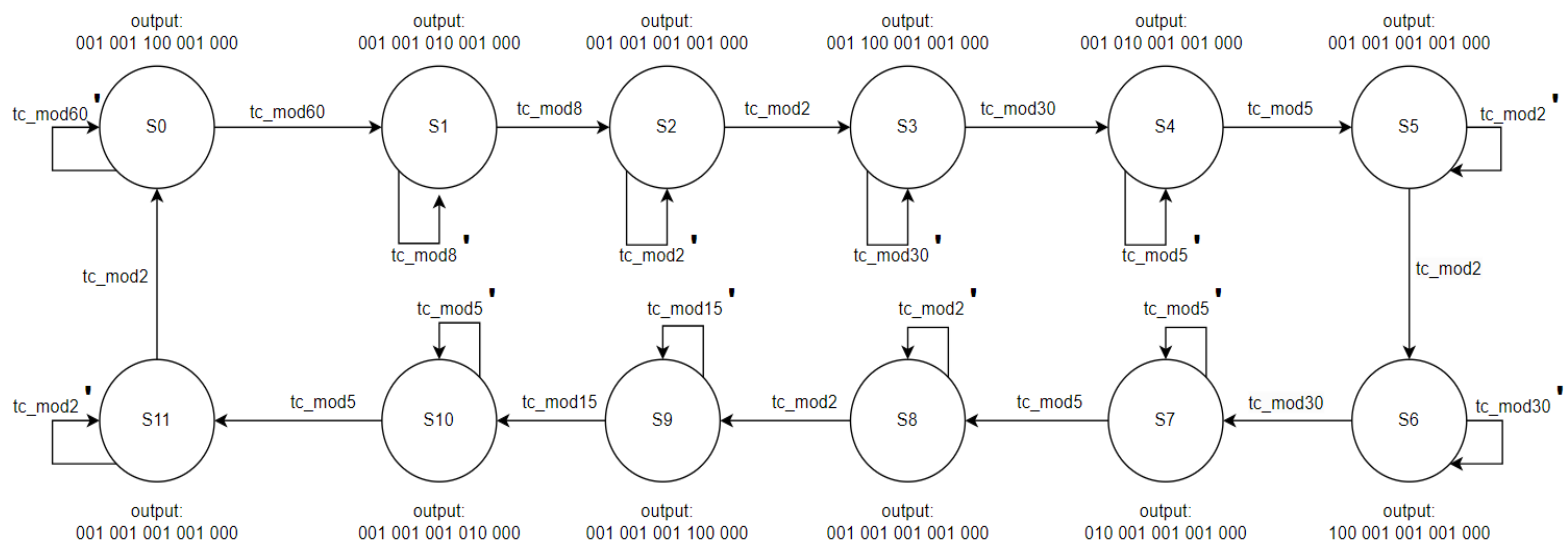 output: output: output: output: output: output:
001 001 100 001 000 001 001 010 001 000 001 001 001 001 000 001 100 001 001 000 001 010 001 001 000 001 001 001 001 000
tc_mod60' tc_mod60 tc_mod8 tc_mod2 tc_mod30 tc_mod5 tc_mod2'
S0 S1 S2 S3 S4 S5
tc_mod8' tc_mod2' tc_mod30' tc_mod5'
tc_mod2 tc_mod2
tc_mod5' tc_mod15' tc_mod2' tc_mod5'
tc_mod2' tc_mod5 tc_mod15 tc_mod2 tc_mod5 tc_mod30 tc_mod30'
S11 S10 S9 S8 S7 S6
output: output: output: output: output: output:
001 001 001 001 000 001 001 001 010 000 001 001 001 100 000 001 001 001 001 000 010 001 001 001 000 100 001 001 001 000